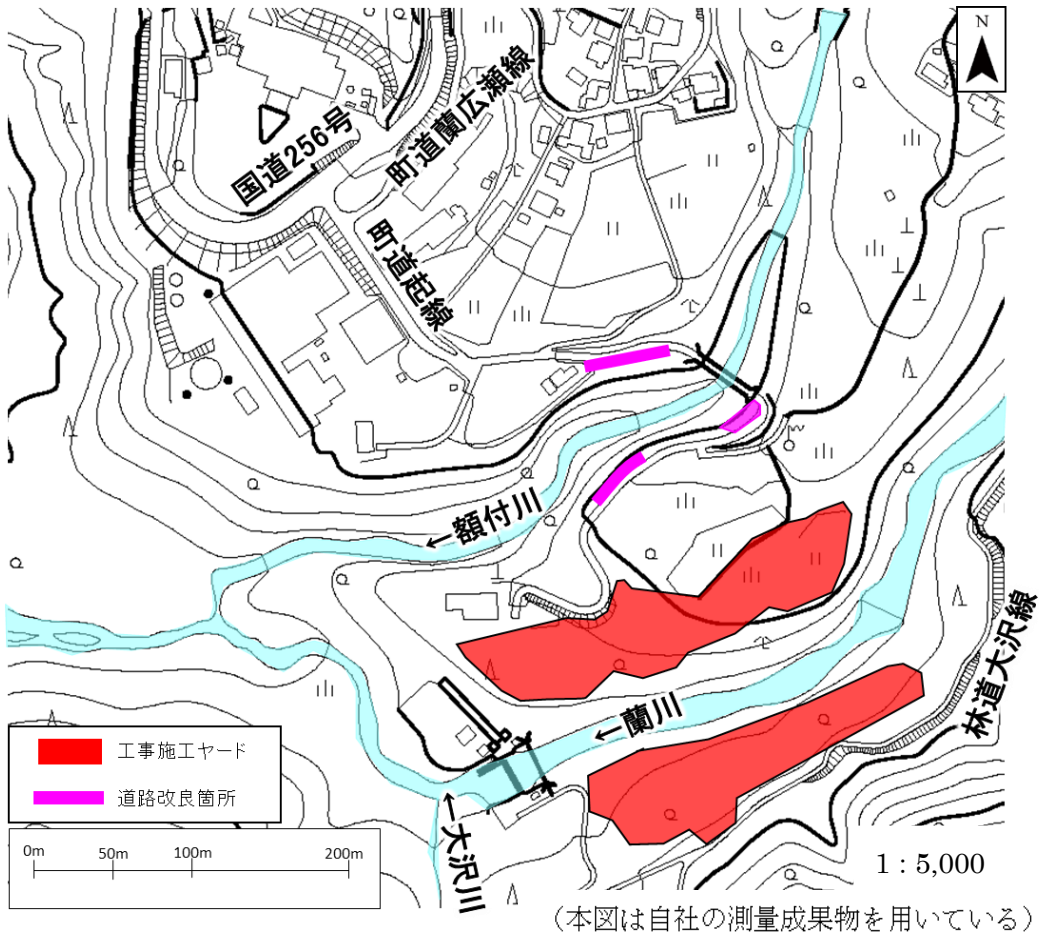 N
国道256号
町道蘭広瀬線
町道起線
←額付川
林道大沢線
←蘭川
工事施工ヤード
道路改良箇所
←大沢川
0m 50m 100m 200m
1 : 5,000
（本図は自社の測量成果物を用いている）